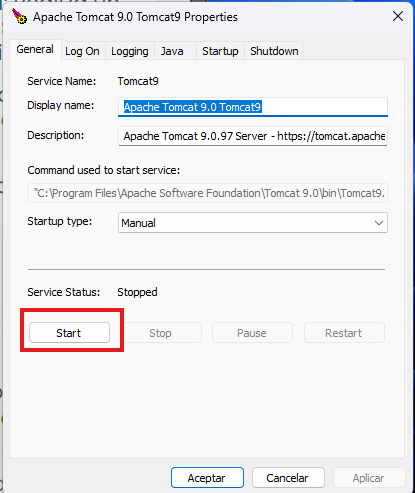 Apache Tomcat 9.0 Tomcat9 Properties
General Log On Logging Java Startup Shutdown
Service Name: Tomcat9
Display name: Apache Tomcat 9.0 Tomcat9
Description: Apache Tomcat 9.0.97 Server - https://tomcat.apache
Command used to start service:
"C:\Program Files\Apache Software Foundation\Tomcat 9.0\bin\Tomcat9.
Startup type: Manual
Service Status: Stopped
Start Stop Pause Restart
Aceptar Cancelar Aplicar